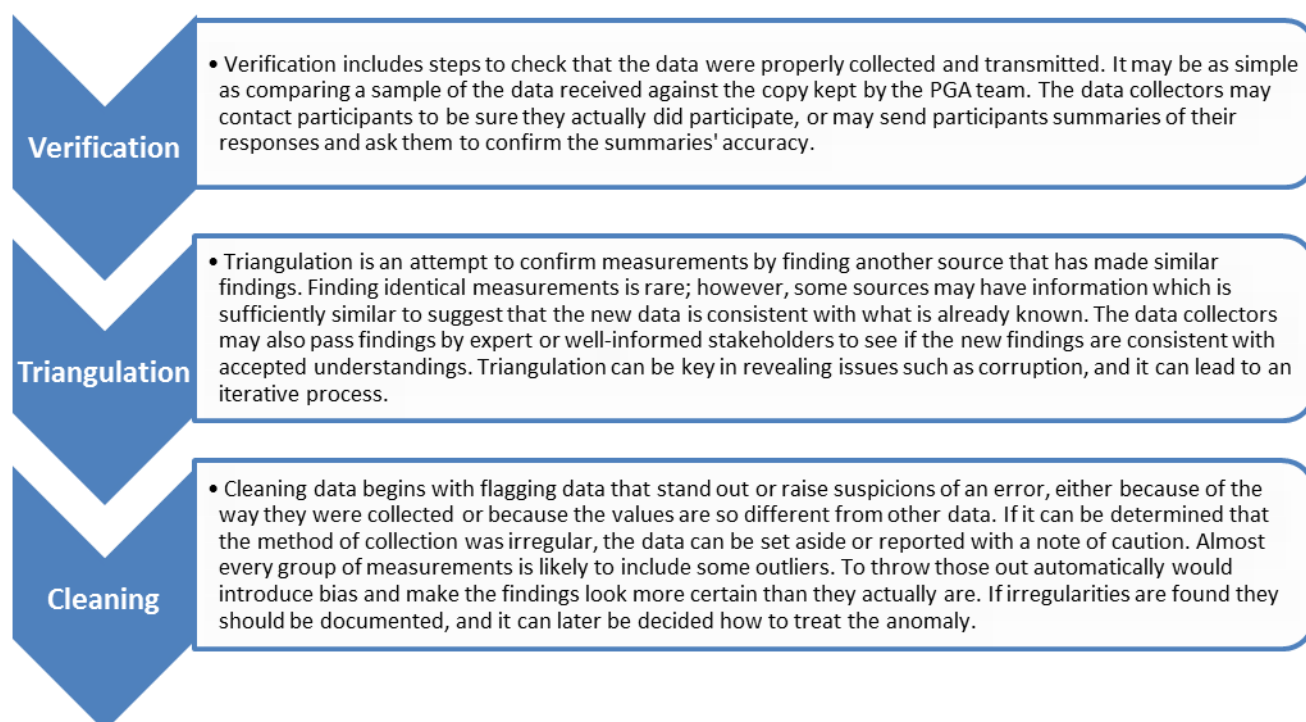 Verification
• Verification includes steps to check that the data were properly collected and transmitted. It may be as simple
as comparing a sample of the data received against the copy kept by the PGA team. The data collectors may
contact participants to be sure they actually did participate, or may send participants summaries of their
responses and ask them to confirm the summaries' accuracy.
Triangulation
• Triangulation is an attempt to confirm measurements by finding another source that has made similar
findings. Finding identical measurements is rare; however, some sources may have information which is
sufficiently similar to suggest that the new data is consistent with what is already known. The data collectors
may also pass findings by expert or well-informed stakeholders to see if the new findings are consistent with
accepted understandings. Triangulation can be key in revealing issues such as corruption, and it can lead to an
iterative process.
Cleaning
• Cleaning data begins with flagging data that stand out or raise suspicions of an error, either because of the
way they were collected or because the values are so different from other data. If it can be determined that
the method of collection was irregular, the data can be set aside or reported with a note of caution. Almost
every group of measurements is likely to include some outliers. To throw those out automatically would
introduce bias and make the findings look more certain than they actually are. If irregularities are found they
should be documented, and it can later be decided how to treat the anomaly.